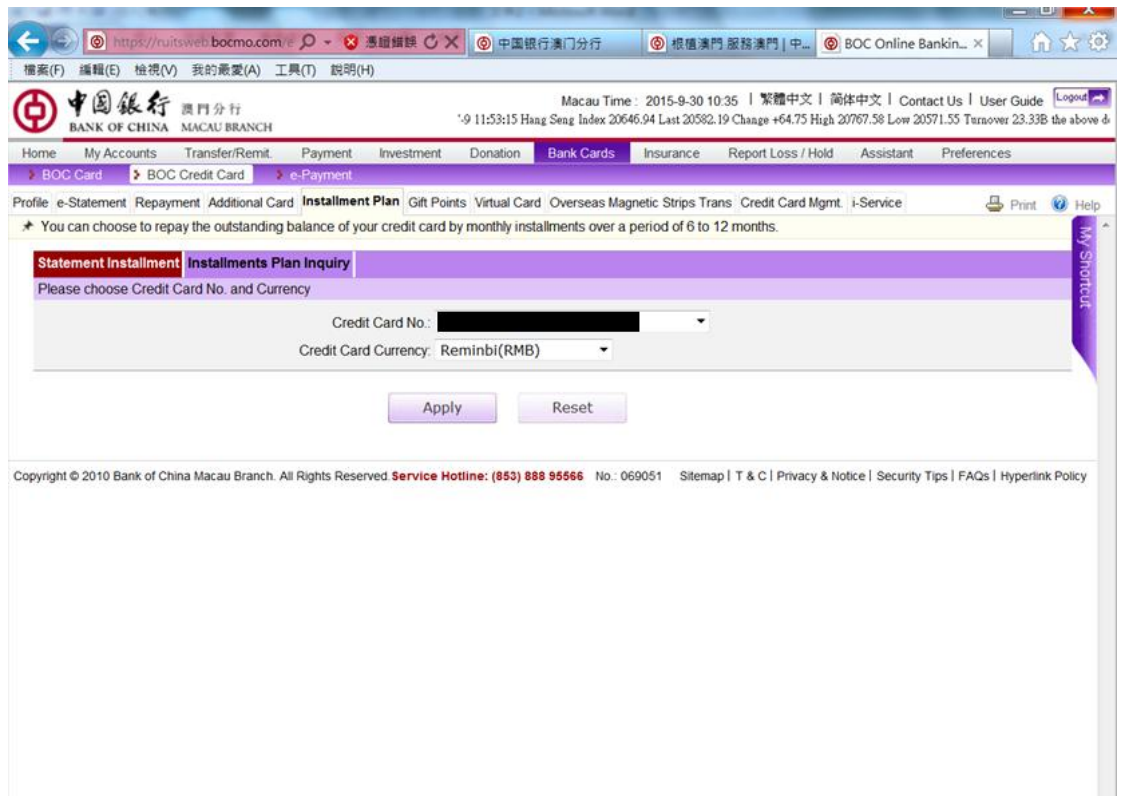 https://ruitsweb.bocmo.com/e 憑證錯誤 中国银行澳门分行 根植澳門 服務澳門 | 中... BOC Online Bankin...
檔案(F) 編輯(E) 檢視(V) 我的最愛(A) 工具(T) 說明(H)
中国銀行 澳門分行 Macau Time : 2015-9-30 10:35 | 繁體中文 | 简体中文 | Contact Us | User Guide Logout
BANK OF CHINA MACAU BRANCH '-9 11:53:15 Hang Seng Index 20646.94 Last 20582.19 Change +64.75 High 20767.58 Low 20571.55 Turnover 23.33B the above d
Home My Accounts Transfer/Remit. Payment Investment Donation Bank Cards Insurance Report Loss / Hold Assistant Preferences
BOC Card BOC Credit Card e-Payment
Profile e-Statement Repayment Additional Card Installment Plan Gift Points Virtual Card Overseas Magnetic Strips Trans Credit Card Mgmt. i-Service Print Help
You can choose to repay the outstanding balance of your credit card by monthly installments over a period of 6 to 12 months.
My Shortcut
Statement Installment Installments Plan Inquiry
Please choose Credit Card No. and Currency
Credit Card No.:
Credit Card Currency: Reminbi(RMB)
Apply Reset
Copyright © 2010 Bank of China Macau Branch. All Rights Reserved. Service Hotline: (853) 888 95566 No.: 069051 Sitemap | T & C | Privacy & Notice | Security Tips | FAQs | Hyperlink Policy